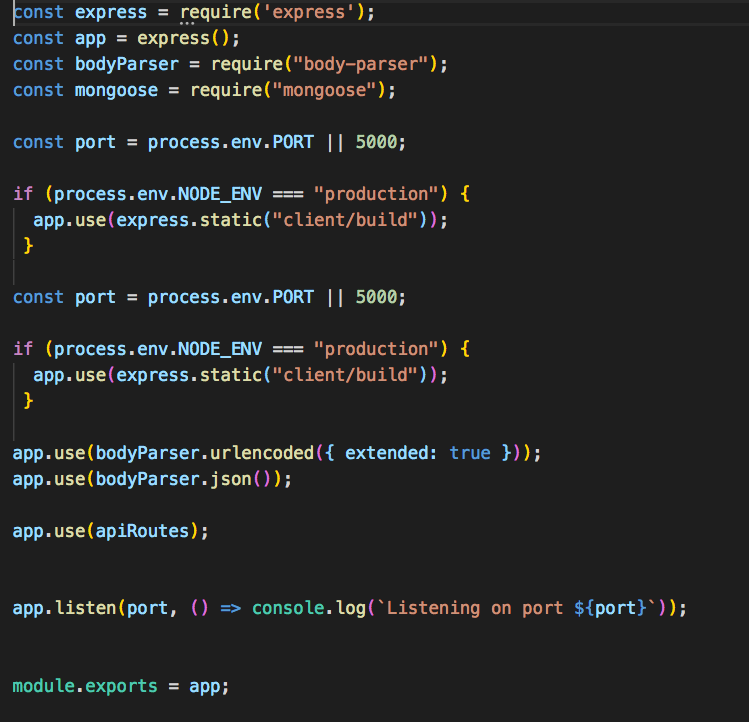 const express = require('express');
const app = express();
const bodyParser = require("body-parser");
const mongoose = require("mongoose");
const port = process.env.PORT || 5000;
if (process.env.NODE_ENV === "production") {
app.use(express.static("client/build"));
}
const port = process.env.PORT || 5000;
if (process.env.NODE_ENV === "production") {
app.use(express.static("client/build"));
}
app.use(bodyParser.urlencoded({ extended: true }));
app.use(bodyParser.json());
app.use(apiRoutes);
app.listen(port, () => console.log(`Listening on port ${port}`));
module.exports = app;